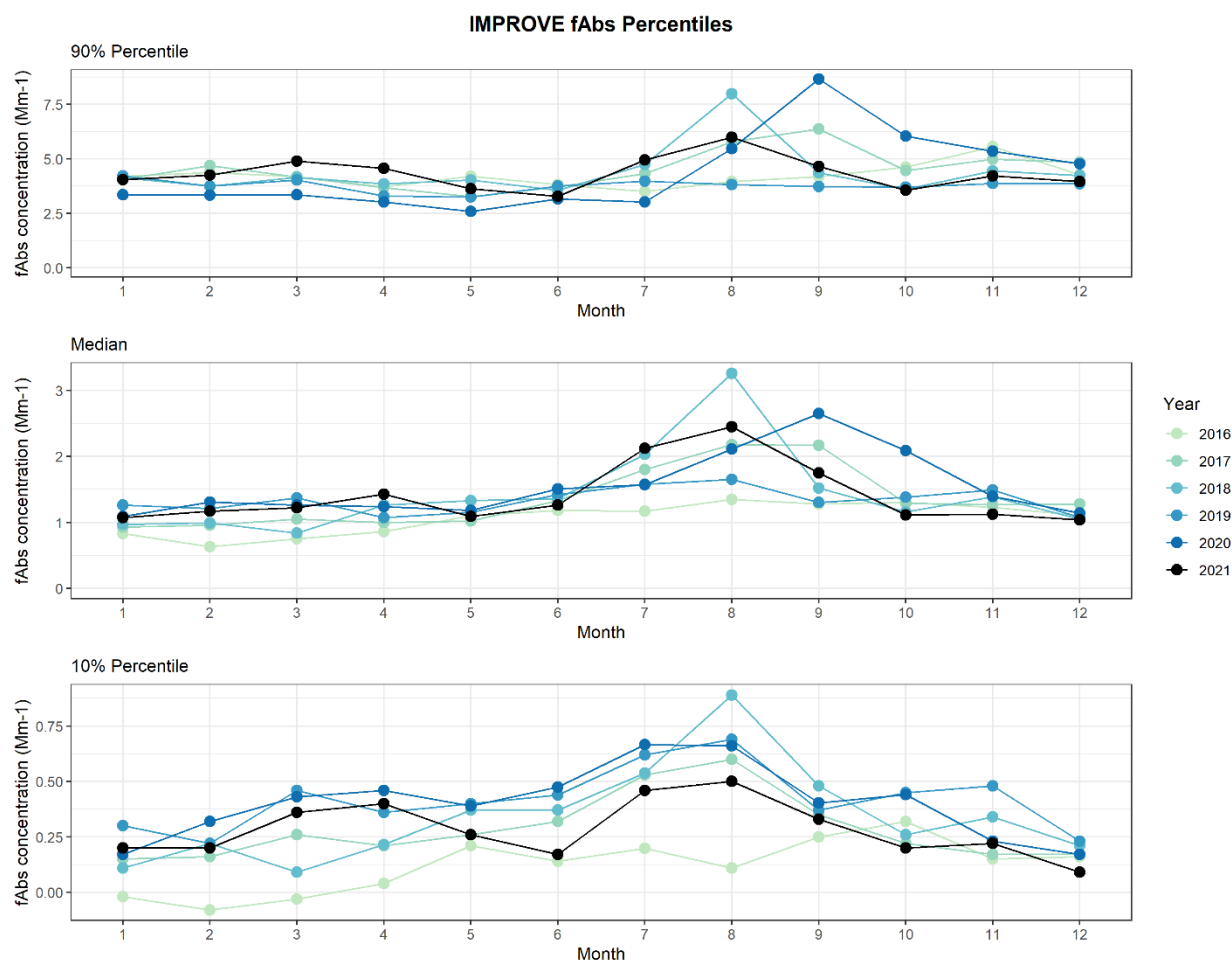 IMPROVE fAbs Percentiles
90% Percentile
fAbs concentration (Mm-1)
7.5
5.0
2.5
0.0
1 2 3 4 5 6 7 8 9 10 11 12
Month
Median
fAbs concentration (Mm-1)
3
2
1
0
1 2 3 4 5 6 7 8 9 10 11 12
Month
Year
2016
2017
2018
2019
2020
2021
10% Percentile
fAbs concentration (Mm-1)
0.75
0.50
0.25
0.00
1 2 3 4 5 6 7 8 9 10 11 12
Month